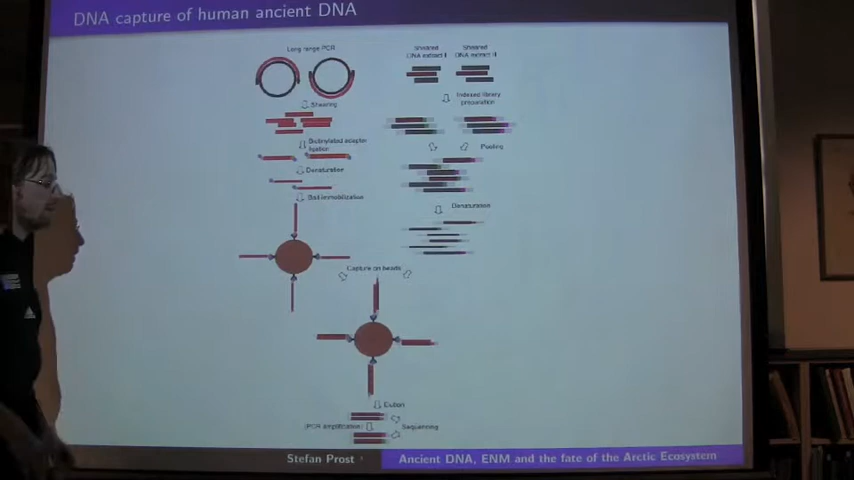 DNA capture of human ancient DNA
Long range PCR
Sheared
DNA extract I
Sheared
DNA extract II
Shearing
Indexed library
preparation
Biotinylated adapter
ligation
Pooling
Denaturation
Denaturation
Bait-immobilization
Capture on beads
Elution
(PCR amplification)
Sequencing
Stefan Prost
Ancient DNA, ENM and the fate of the Arctic Ecosystem